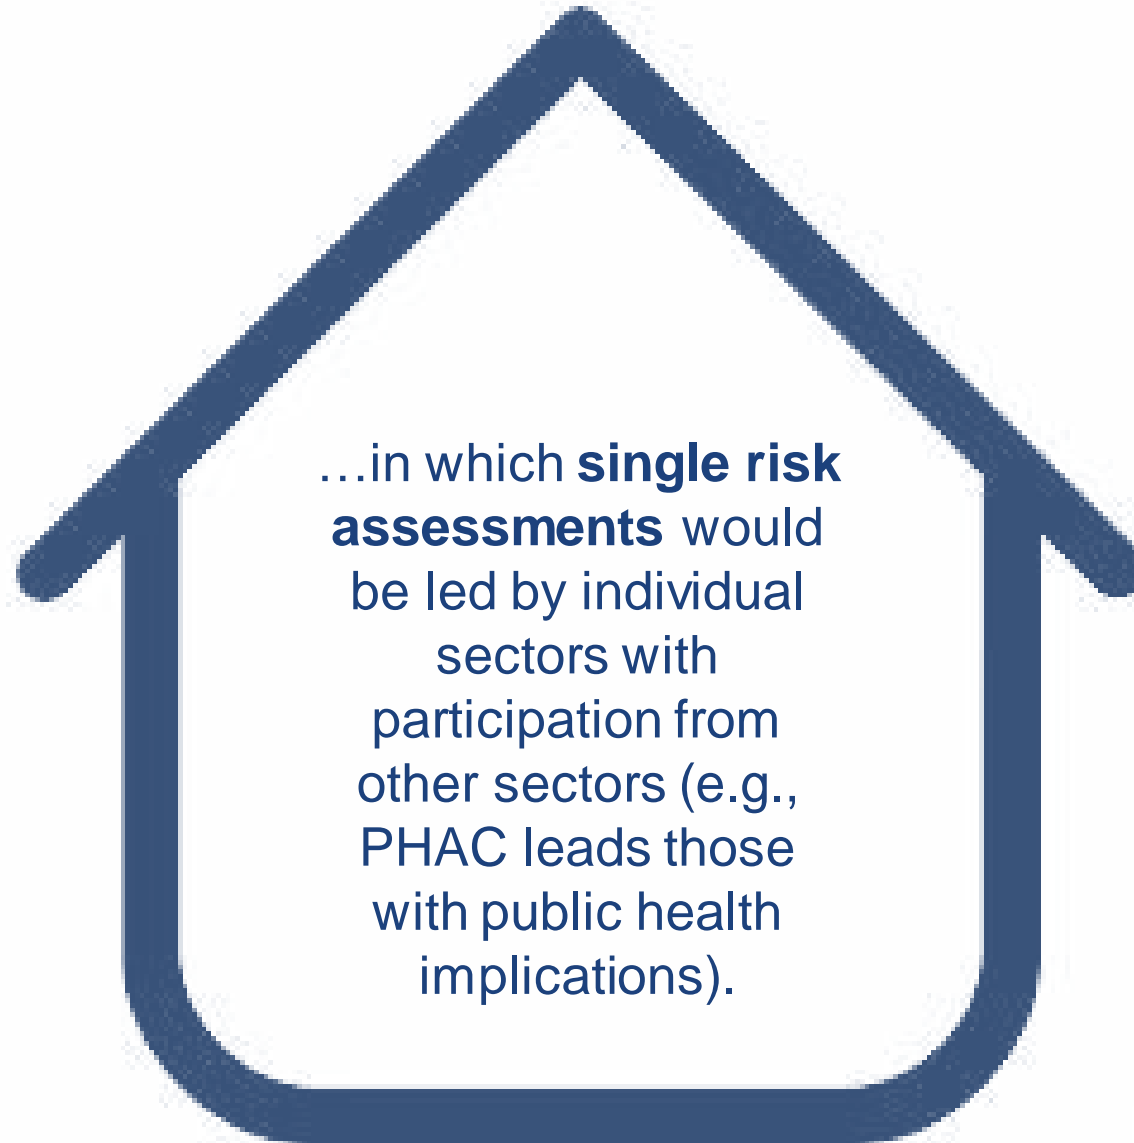 …in which single risk
assessments would
be led by individual
sectors with
participation from
other sectors (e.g.,
PHAC leads those
with public health
implications).